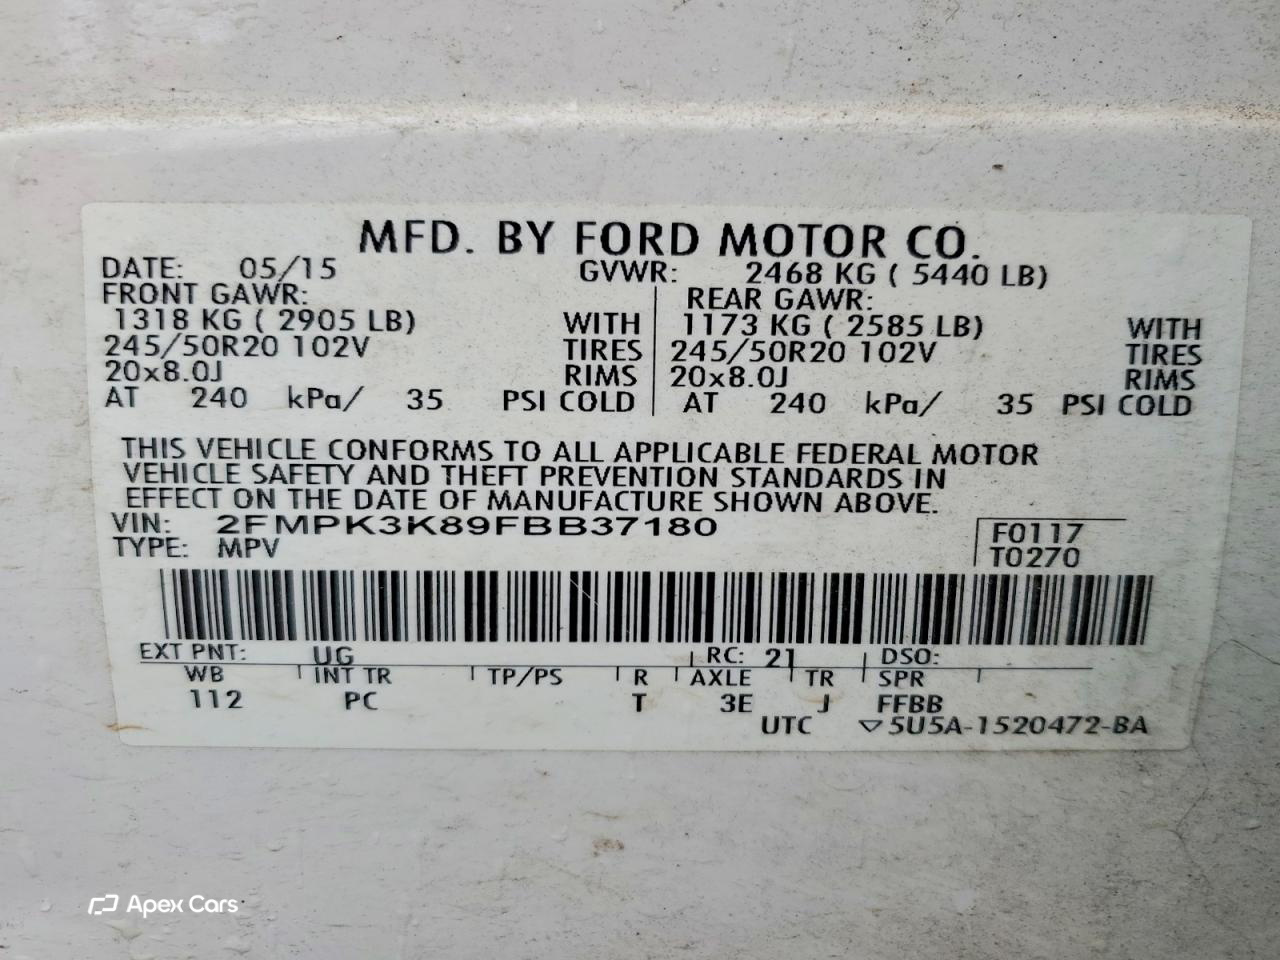 MFD. BY FORD MOTOR CO.
DATE: 05/15 GVWR: 2468 KG ( 5440 LB)
FRONT GAWR: REAR GAWR:
1318 KG ( 2905 LB) WITH 1173 KG ( 2585 LB) WITH
245/50R20 102V TIRES 245/50R20 102V TIRES
20x8.0J RIMS 20x8.0J RIMS
AT 240 kPa/ 35 PSI COLD AT 240 kPa/ 35 PSI COLD
THIS VEHICLE CONFORMS TO ALL APPLICABLE FEDERAL MOTOR
VEHICLE SAFETY AND THEFT PREVENTION STANDARDS IN
EFFECT ON THE DATE OF MANUFACTURE SHOWN ABOVE.
VIN: 2FMPK3K89FBB37180 F0117
TYPE: MPV T0270
EXT PNT: UG RC: 21 DSO:
WB INT TR TP/PS R AXLE TR SPR
112 PC T 3E J FFBB
UTC ▽5U5A-1520472-BA
Apex Cars